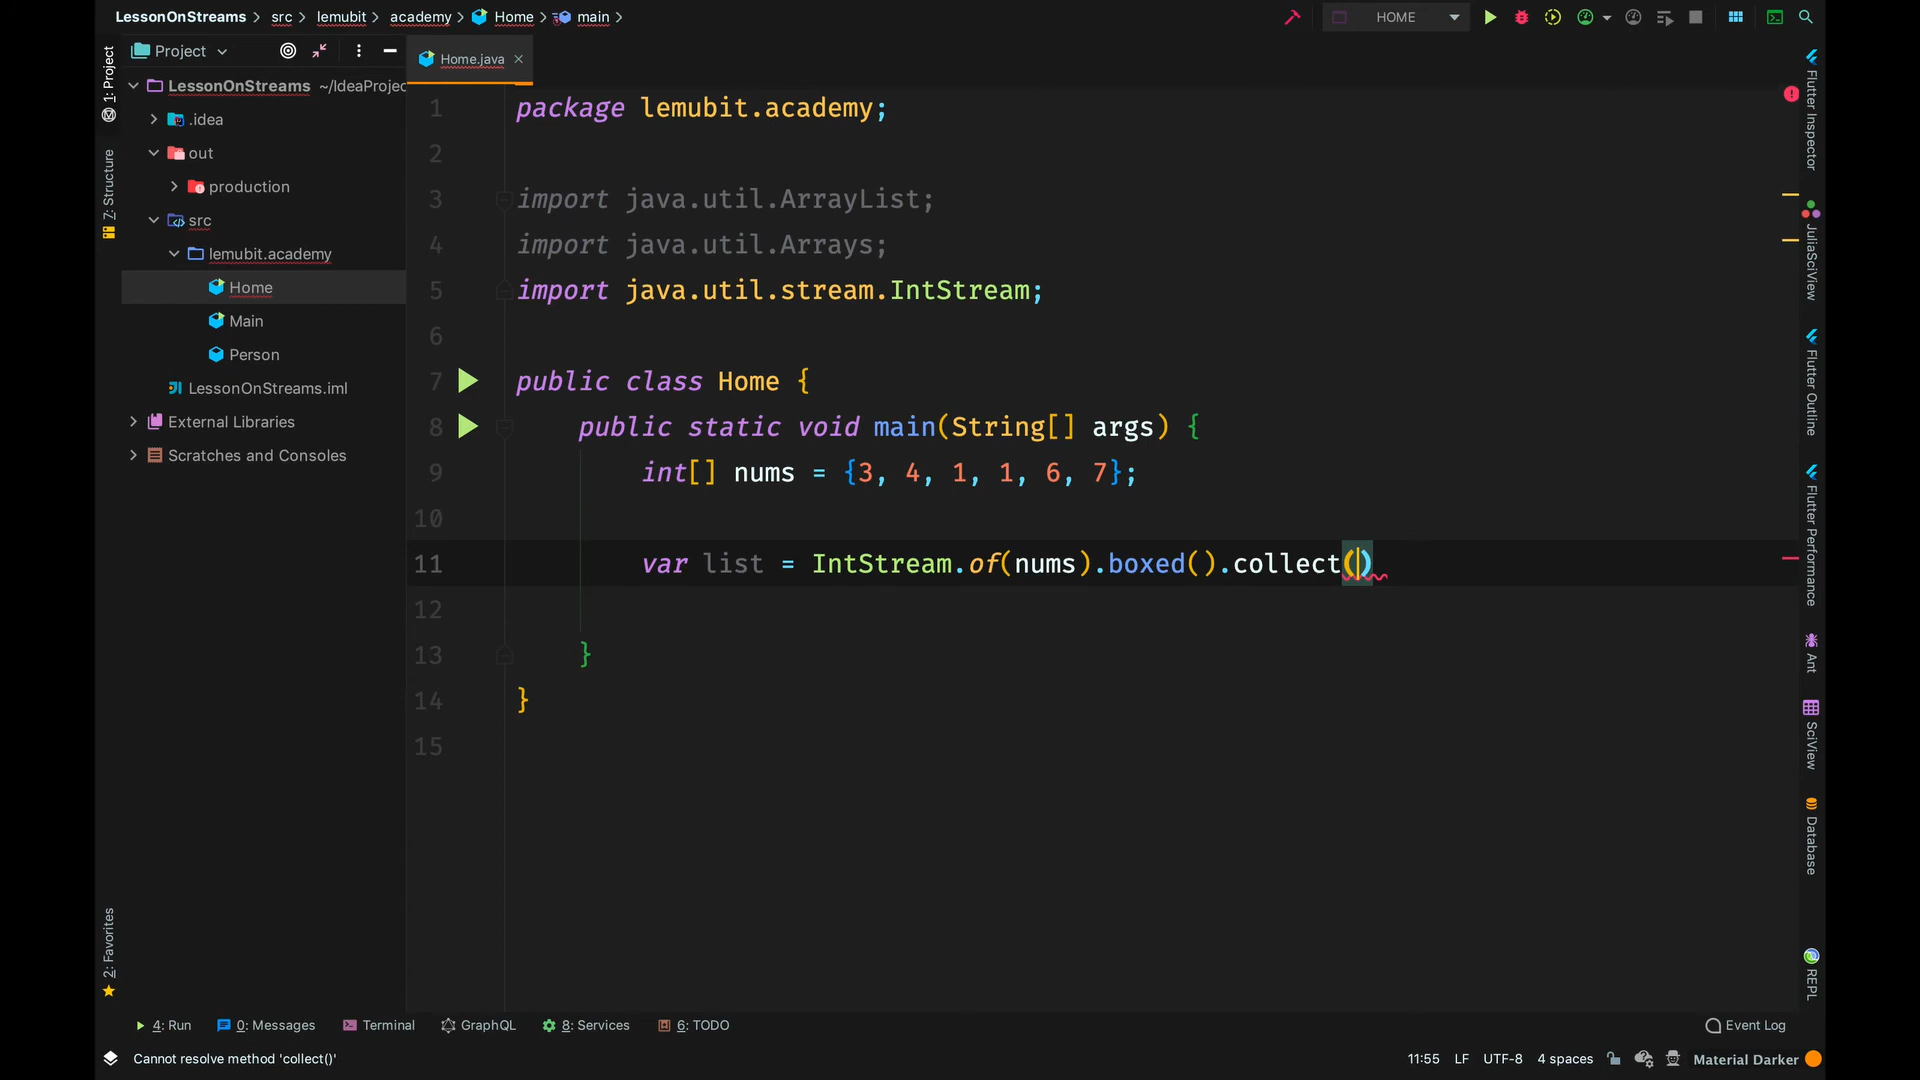 LessonOnStreams > src > lemubit > academy > Home > main >
HOME
1: Project
Project
Home.java ×
LessonOnStreams ~/IdeaProjec
.idea
out
production
src
lemubit.academy
Home
Main
Person
LessonOnStreams.iml
External Libraries
Scratches and Consoles
7: Structure
2: Favorites
1 package lemubit.academy;
2
3 import java.util.ArrayList;
4 import java.util.Arrays;
5 import java.util.stream.IntStream;
6
7 public class Home {
8 public static void main(String[] args) {
9 int[] nums = {3, 4, 1, 1, 6, 7};
10
11 var list = IntStream.of(nums).boxed().collect()
12
13 }
14 }
15
Flutter Inspector
JuliaSciView
Flutter Outline
Flutter Performance
Ant
SciView
Database
REPL
4: Run 0: Messages Terminal GraphQL 8: Services 6: TODO Event Log
Cannot resolve method 'collect()' 11:55 LF UTF-8 4 spaces Material Darker